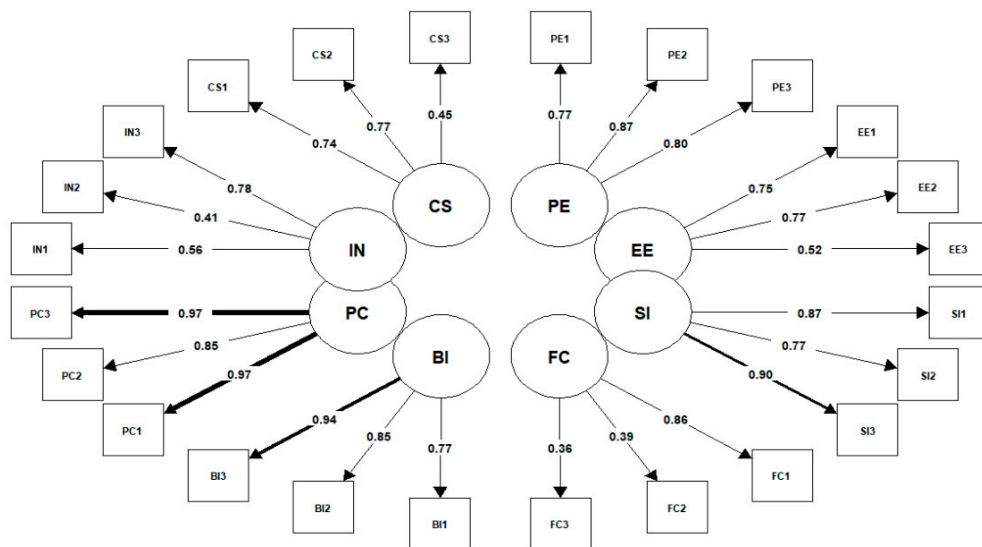 CS3
PE1
CS2
PE2
CS1
PE3
IN3
EE1
IN2
EE2
IN1
EE3
PC3
SI1
PC2
SI2
PC1
SI3
BI3
FC1
BI2
FC2
BI1
FC3
0.45
0.77
0.77
0.87
0.74
0.80
0.78
0.75
0.41
0.77
0.56
0.52
0.97
0.87
0.85
0.77
0.97
0.90
0.94
0.86
0.85
0.39
0.77
0.36
CS
PE
IN
EE
PC
SI
BI
FC